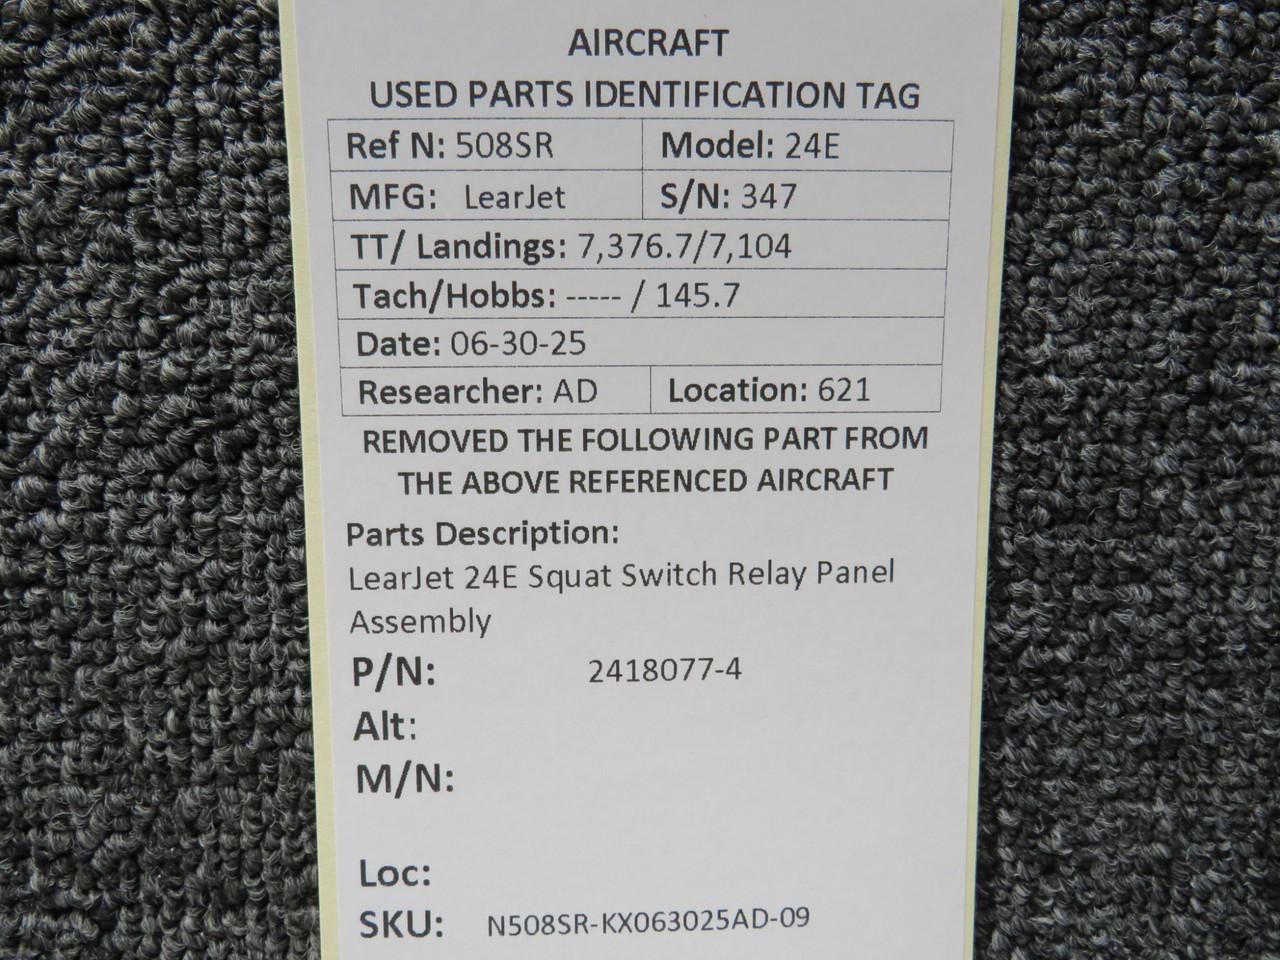 AIRCRAFT
USED PARTS IDENTIFICATION TAG
Ref N: 508SR Model: 24E
MFG: LearJet S/N: 347
TT/ Landings: 7,376.7/7,104
Tach/Hobbs: ----- / 145.7
Date: 06-30-25
Researcher: AD Location: 621
REMOVED THE FOLLOWING PART FROM
THE ABOVE REFERENCED AIRCRAFT
Parts Description:
LearJet 24E Squat Switch Relay Panel
Assembly
P/N: 2418077-4
Alt:
M/N:
Loc:
SKU: N508SR-KX063025AD-09